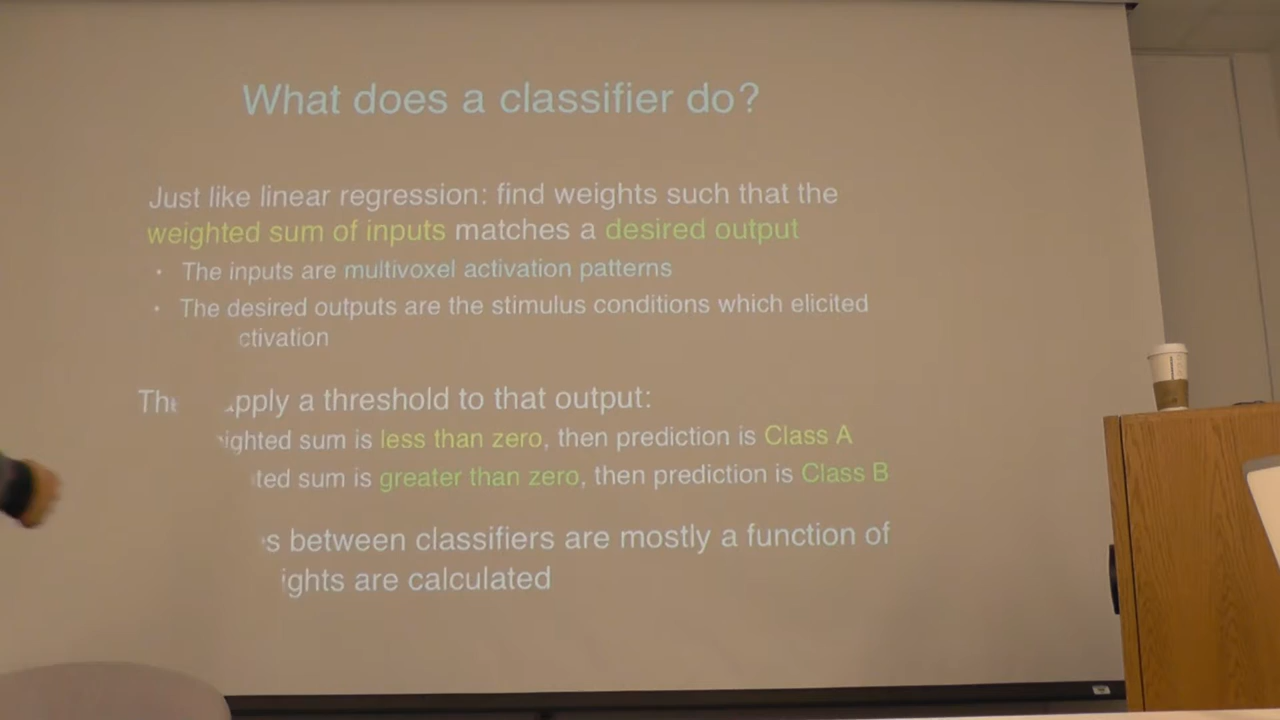 What does a classifier do?
Just like linear regression: find weights such that the
weighted sum of inputs matches a desired output
• The inputs are multivoxel activation patterns
• The desired outputs are the stimulus conditions which elicited
ctivation
The pply a threshold to that output:
ighted sum is less than zero, then prediction is Class A
ted sum is greater than zero, then prediction is Class B
s between classifiers are mostly a function of
ights are calculated